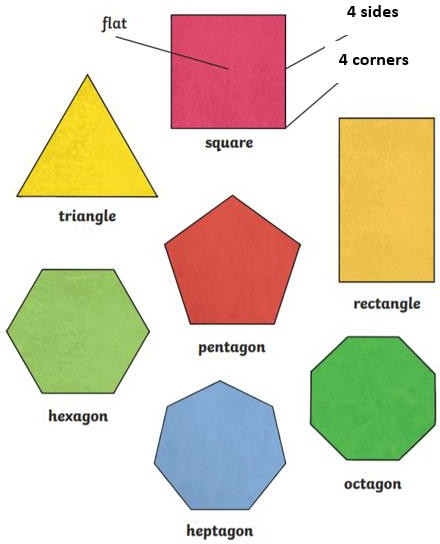 4 sides
flat
4 corners
square
triangle
rectangle
pentagon
hexagon
octagon
heptagon